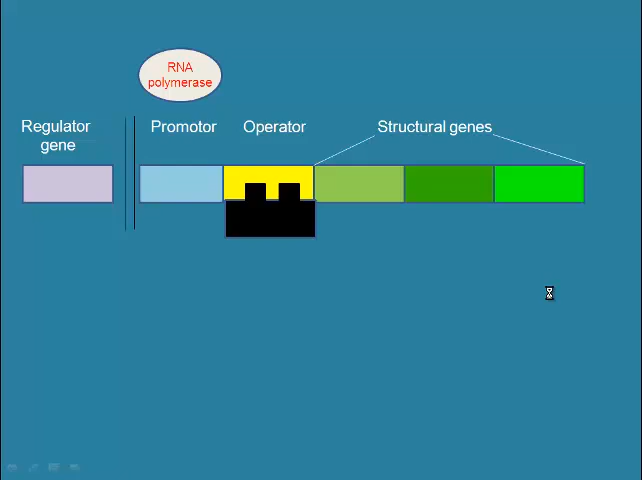 RNA
polymerase
Regulator
gene
Promotor
Operator
Structural genes